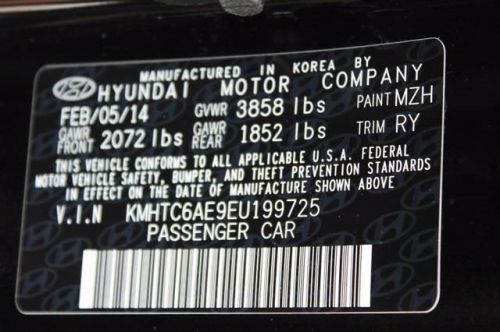 MANUFACTURED IN KOREA BY
HYUNDAI MOTOR COMPANY
FEB/05/14 GVWR 3858 lbs PAINT MZH
GAWR FRONT 2072 lbs GAWR REAR 1852 lbs TRIM RY
THIS VEHICLE CONFORMS TO ALL APPLICABLE U.S.A. FEDERAL
MOTOR VEHICLE SAFETY, BUMPER, AND THEFT PREVENTION STANDARDS
IN EFFECT ON THE DATE OF MANUFACTURE SHOWN ABOVE
V.I.N KMHTC6AE9EU199725
PASSENGER CAR